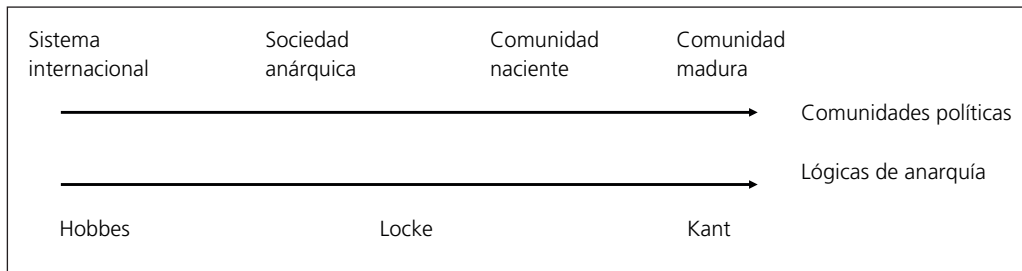 Sistema internacional
Sociedad anárquica
Comunidad naciente
Comunidad madura
Comunidades políticas
Lógicas de anarquía
Hobbes
Locke
Kant